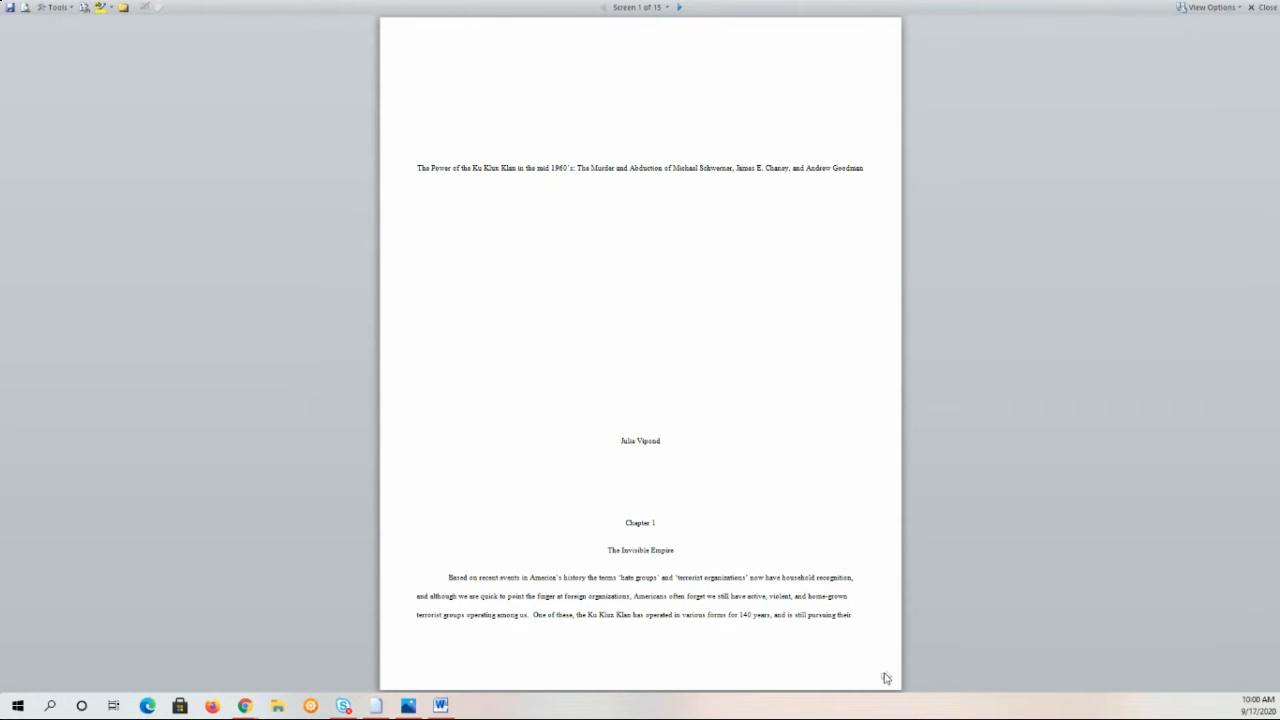 Tools Screen 1 of 15 View Options Close
The Power of the Ku Klux Klan in the mid 1960's: The Murder and Abduction of Michael Schwerner, James E. Chaney, and Andrew Goodman
Julia Vipond
Chapter 1
The Invisible Empire
Based on recent events in America's history the terms 'hate groups' and 'terrorist organizations' now have household recognition,
and although we are quick to point the finger at foreign organizations, Americans often forget we still have active, violent, and home-grown
terrorist groups operating among us. One of these, the Ku Klux Klan has operated in various forms for 140 years, and is still pursuing their
10:00 AM
9/17/2020